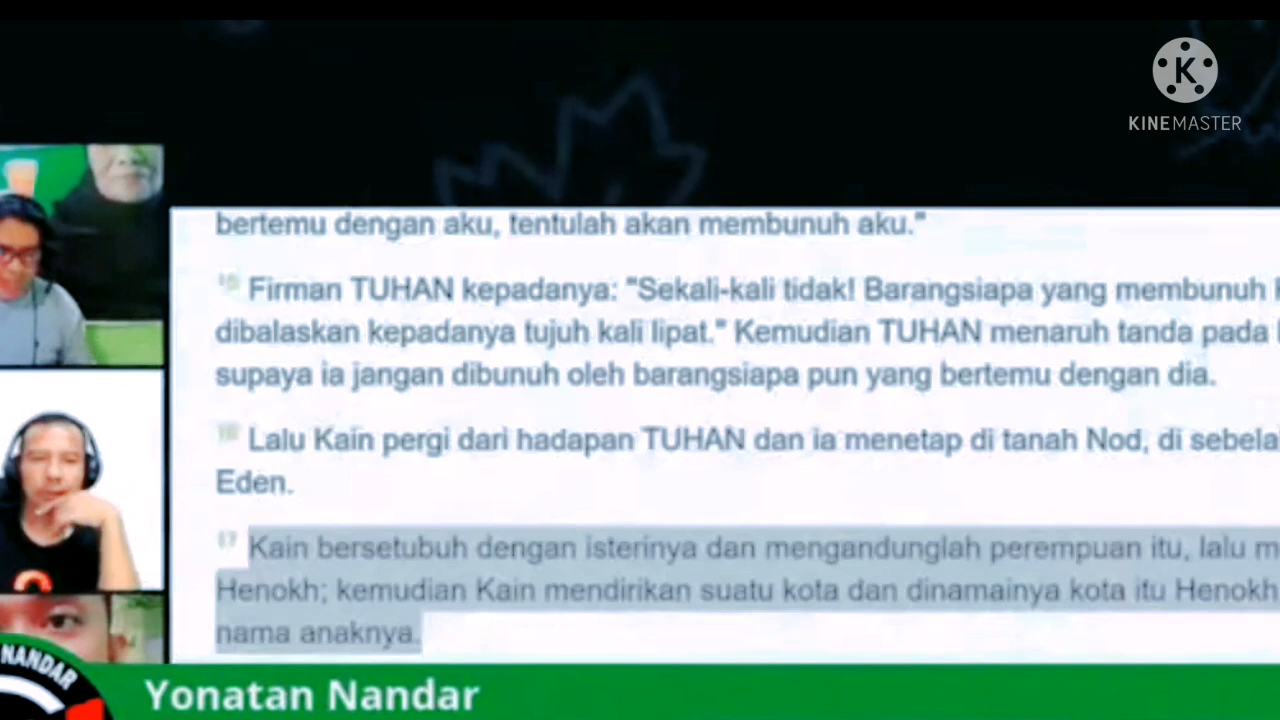 KINEMASTER
bertemu dengan aku, tentulah akan membunuh aku."
Firman TUHAN kepadanya: "Sekali-kali tidak! Barangsiapa yang membunuh
dibalaskan kepadanya tujuh kali lipat." Kemudian TUHAN menaruh tanda pada
supaya ia jangan dibunuh oleh barangsiapa pun yang bertemu dengan dia.
16 Lalu Kain pergi dari hadapan TUHAN dan ia menetap di tanah Nod, di sebela
Eden.
17 Kain bersetubuh dengan isterinya dan mengandunglah perempuan itu, lalu m
Henokh; kemudian Kain mendirikan suatu kota dan dinamainya kota itu Henokh
nama anaknya.
NANDAR
Yonatan Nandar